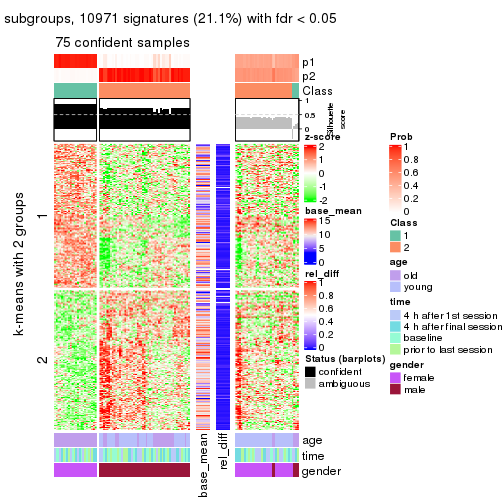 subgroups, 10971 signatures (21.1%) with fdr < 0.05
75 confident samples
p1
p2
Class
1
0.5
0
Silhouette
score
k-means with 2 groups
1
2
z-score
2
1
0
-1
-2
base_mean
15
10
5
0
rel_diff
1
0.8
0.6
0.4
0.2
0
Status (barplots)
confident
ambiguous
Prob
1
0.8
0.6
0.4
0.2
0
Class
1
2
age
old
young
time
4 h after 1st session
4 h after final session
baseline
prior to last session
gender
female
male
age
time
gender
base_mean
rel_diff